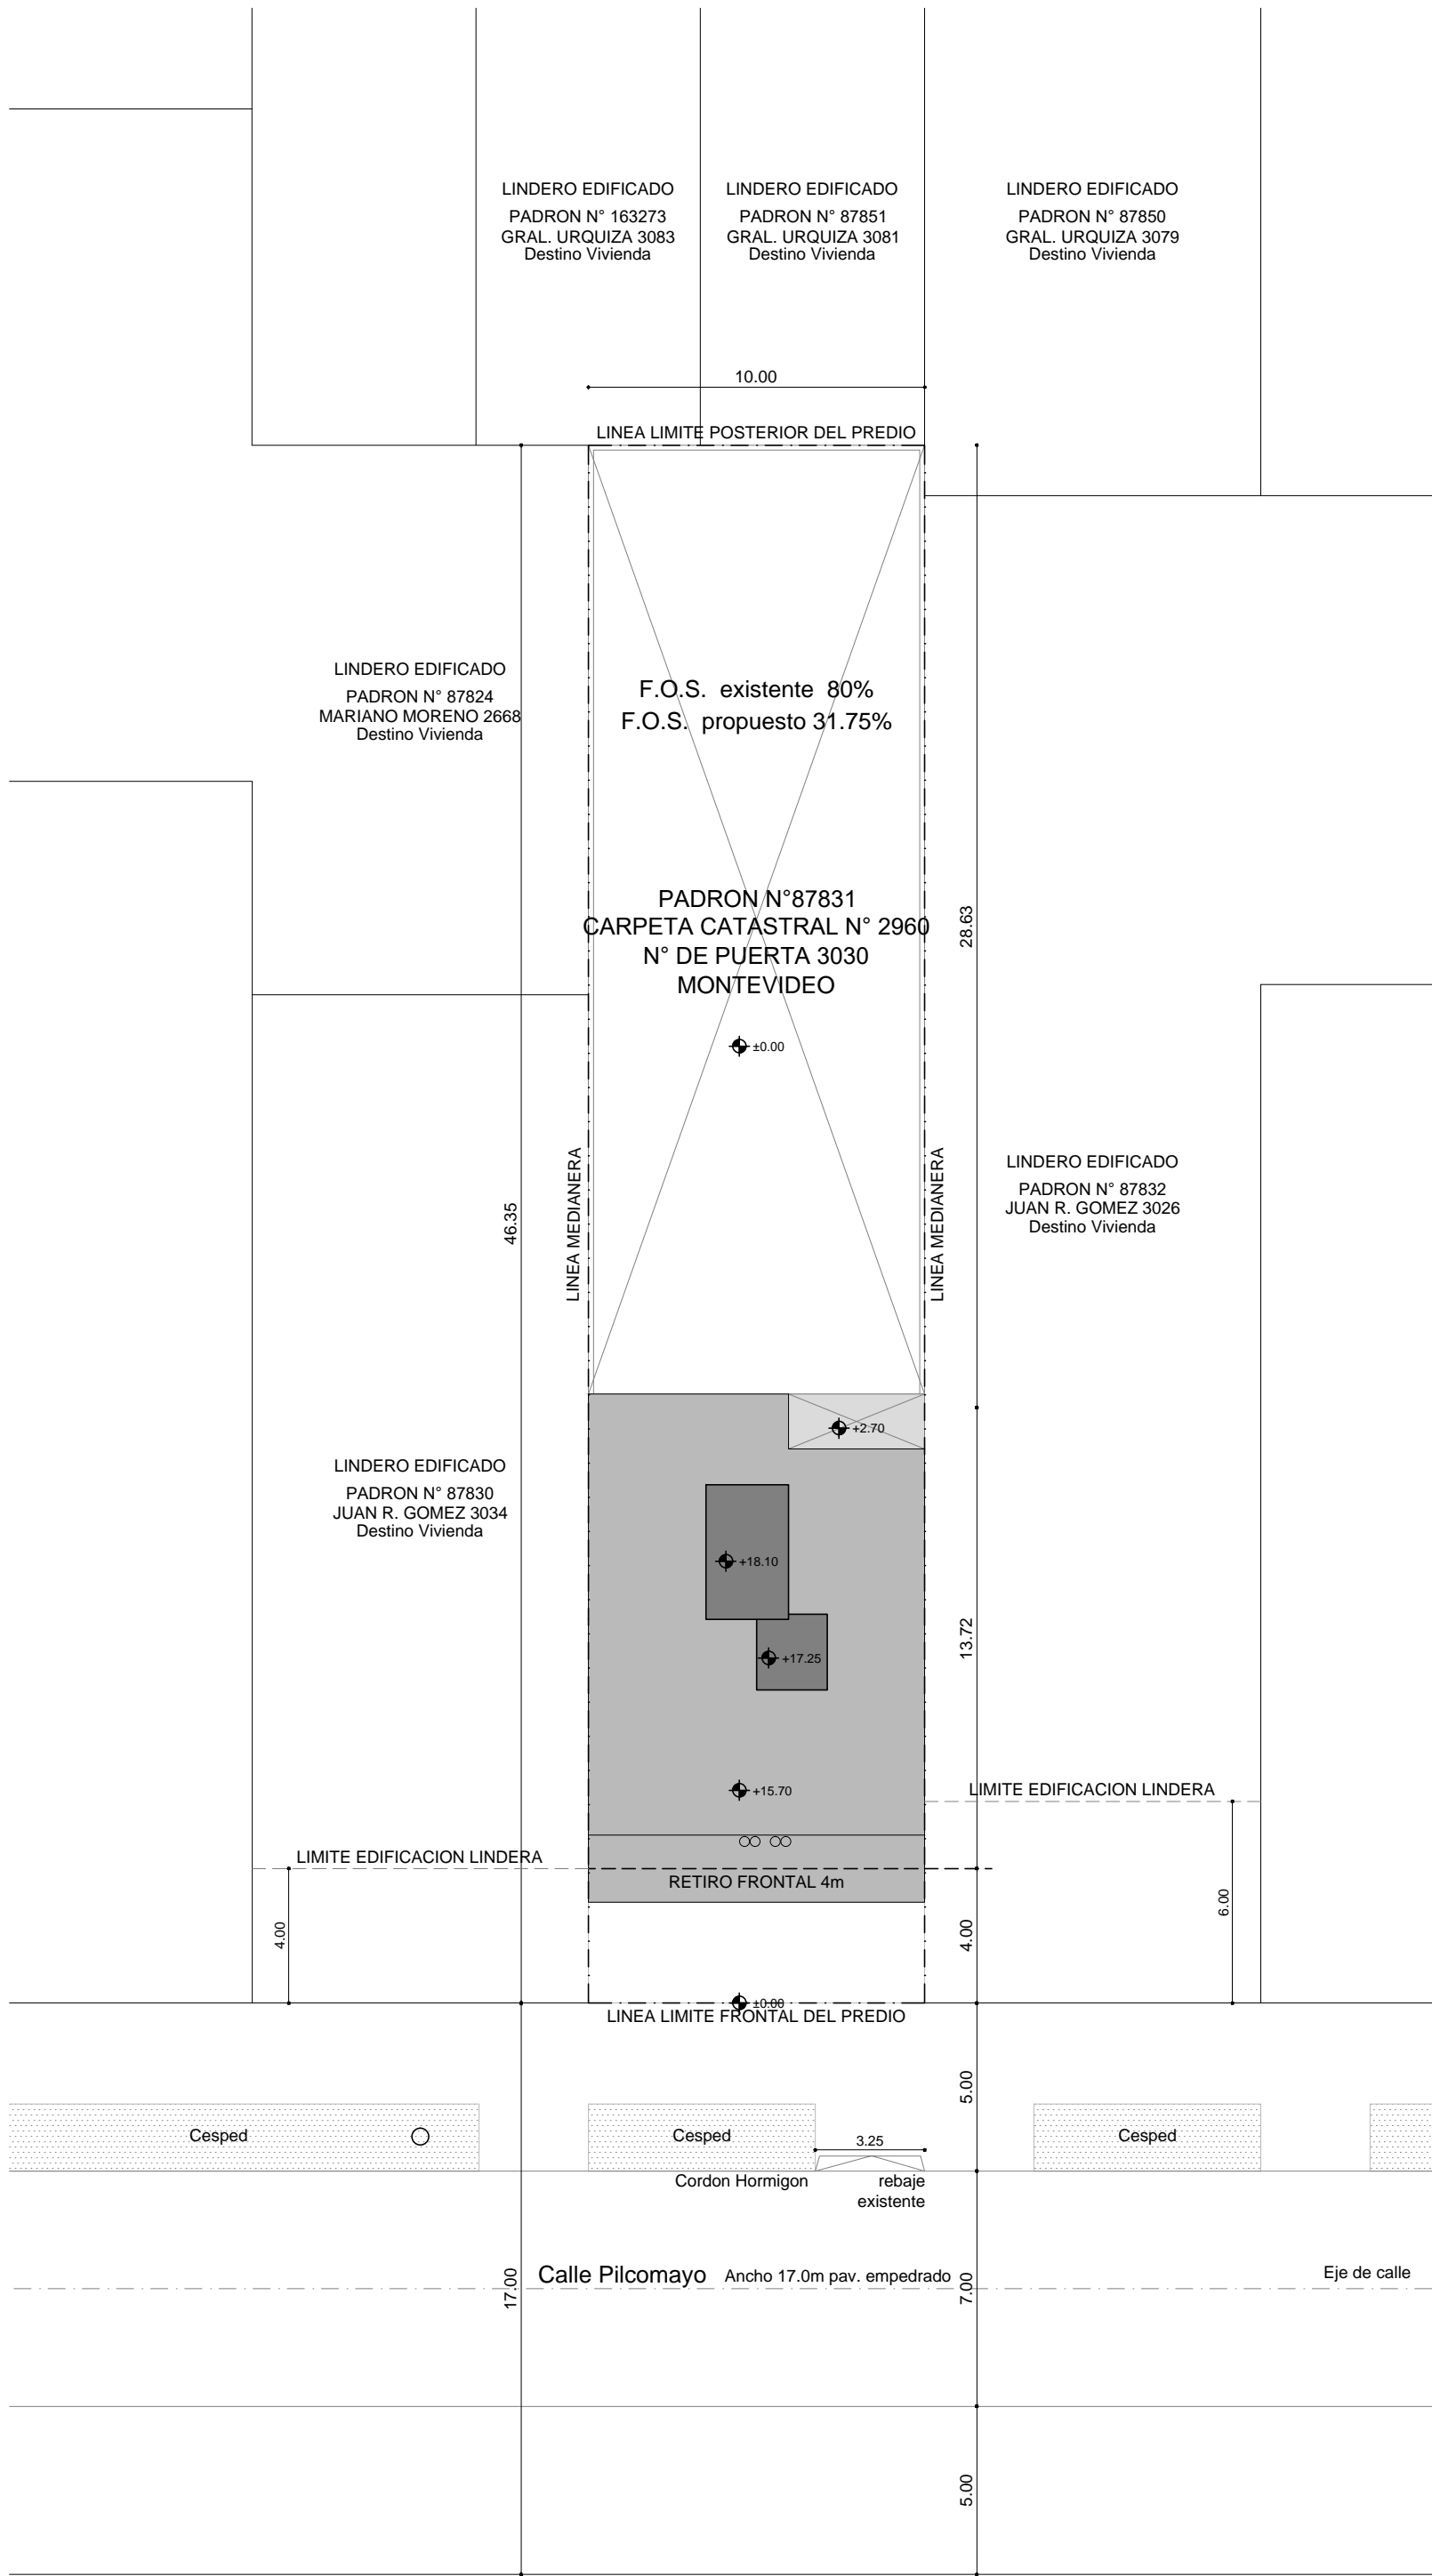 LINDERO EDIFICADO
PADRON N° 163273
GRAL. URQUIZA 3083
Destino Vivienda
LINDERO EDIFICADO
PADRON N° 87851
GRAL. URQUIZA 3081
Destino Vivienda
LINDERO EDIFICADO
PADRON N° 87850
GRAL. URQUIZA 3079
Destino Vivienda
10.00
LINEA LIMITE POSTERIOR DEL PREDIO
LINDERO EDIFICADO
PADRON N° 87824
MARIANO MORENO 2668
Destino Vivienda
F.O.S. existente 80%
F.O.S. propuesto 31.75%
PADRON N°87831
CARPETA CATASTRAL N° 2960
N° DE PUERTA 3030
MONTEVIDEO
28.63
±0.00
LINEA MEDIANERA
LINEA MEDIANERA
46.35
LINDERO EDIFICADO
PADRON N° 87832
JUAN R. GOMEZ 3026
Destino Vivienda
+2.70
LINDERO EDIFICADO
PADRON N° 87830
JUAN R. GOMEZ 3034
Destino Vivienda
+18.10
+17.25
13.72
+15.70
LIMITE EDIFICACION LINDERA
LIMITE EDIFICACION LINDERA
RETIRO FRONTAL 4m
4.00
4.00
6.00
±0.00
LINEA LIMITE FRONTAL DEL PREDIO
5.00
Cesped
Cesped
3.25
Cesped
Cordon Hormigon
rebaje
existente
17.00
Calle Pilcomayo
Ancho 17.0m pav. empedrado
7.00
Eje de calle
5.00